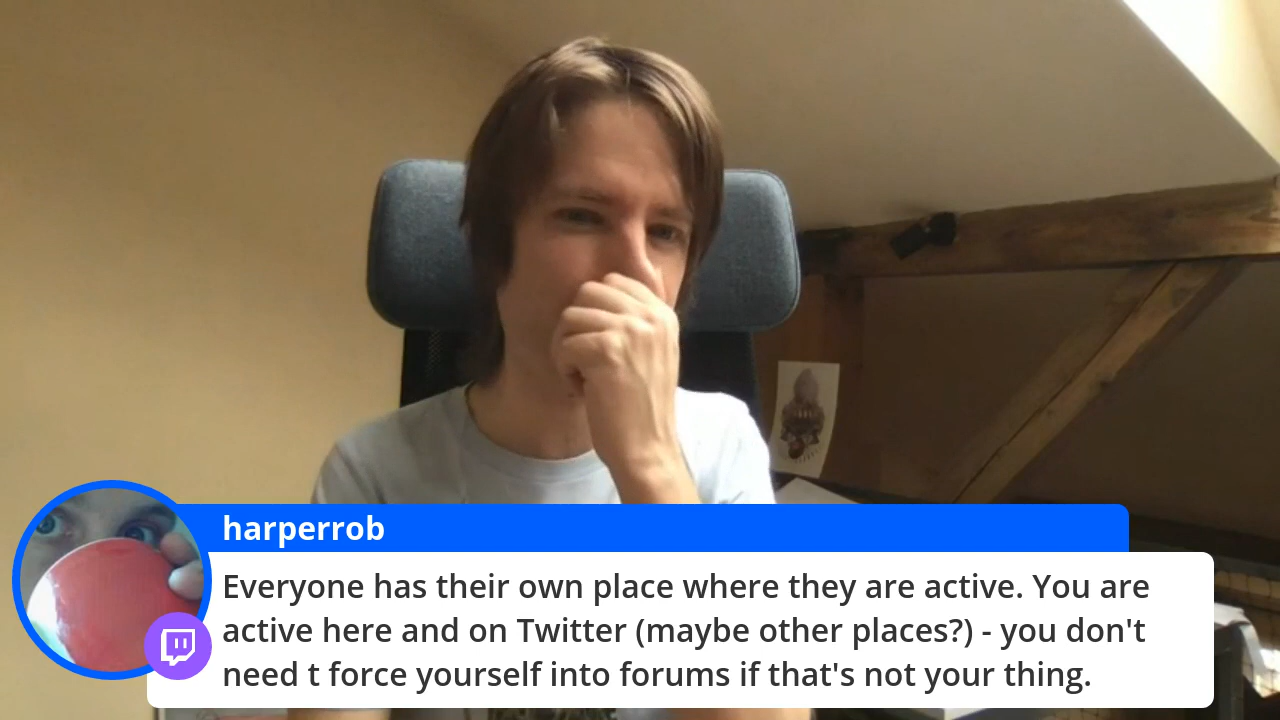 harperrob
Everyone has their own place where they are active. You are
active here and on Twitter (maybe other places?) - you don't
need t force yourself into forums if that's not your thing.